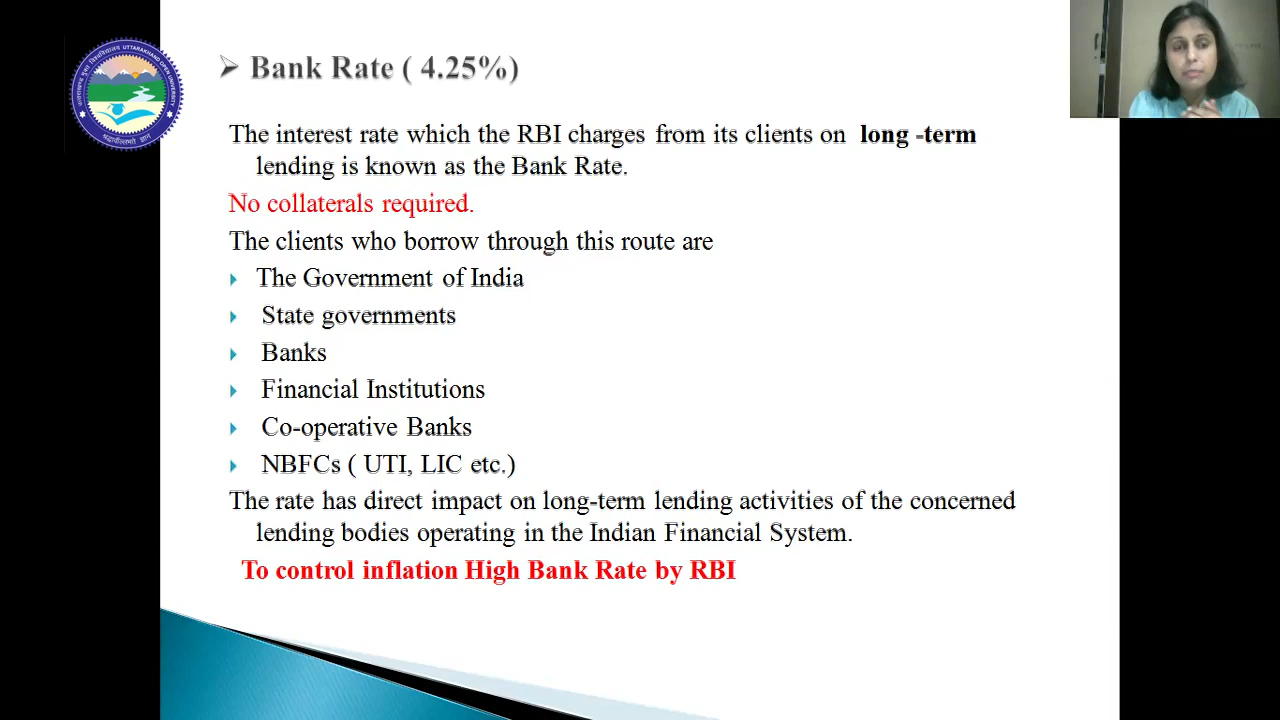 ➢ Bank Rate ( 4.25%)
The interest rate which the RBI charges from its clients on long -term
lending is known as the Bank Rate.
No collaterals required.
The clients who borrow through this route are
The Government of India
State governments
Banks
Financial Institutions
Co-operative Banks
NBFCs ( UTI, LIC etc.)
The rate has direct impact on long-term lending activities of the concerned
lending bodies operating in the Indian Financial System.
To control inflation High Bank Rate by RBI
UTTARAKHAND OPEN UNIVERSITY